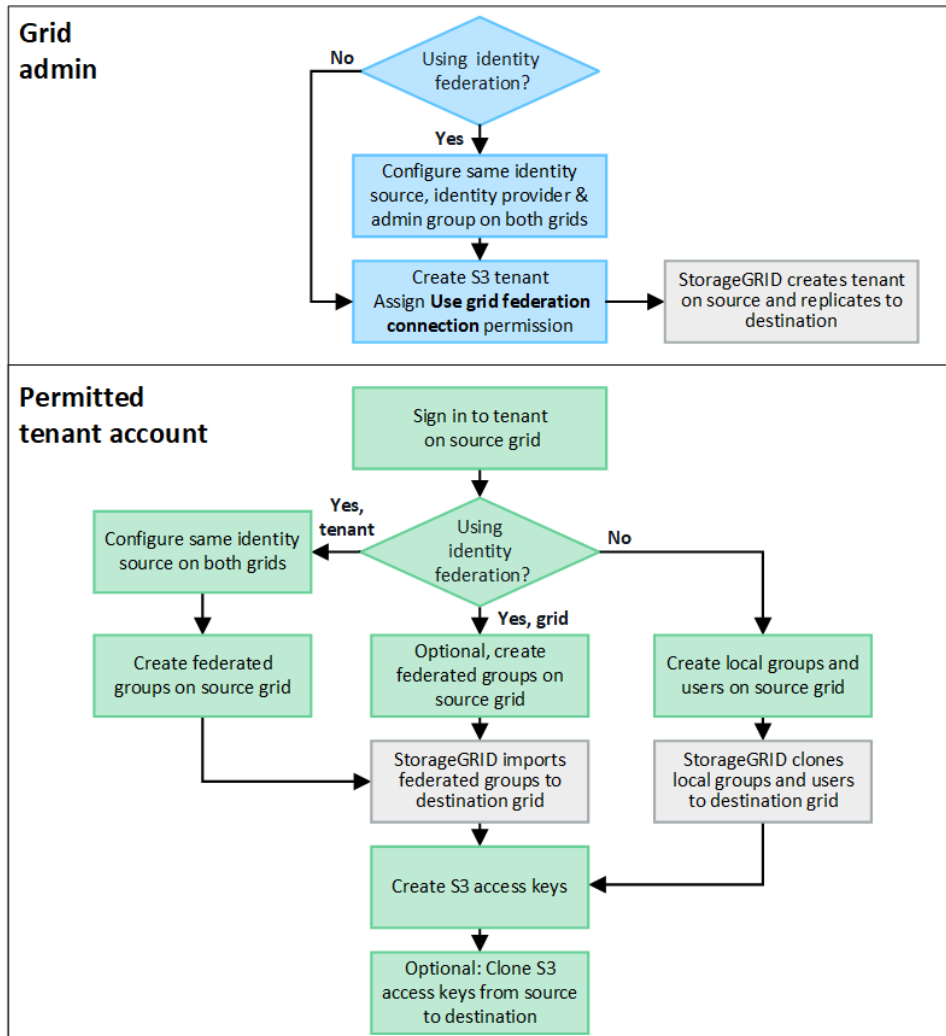 Grid
admin
No
Using identity
federation?
Yes
Configure same identity
source, identity provider &
admin group on both grids
Create S3 tenant
Assign Use grid federation
connection permission
StorageGRID creates tenant
on source and replicates to
destination
Permitted
tenant account
Sign in to tenant
on source grid
Yes,
tenant
Configure same identity
source on both grids
Using
identity
federation?
No
Yes, grid
Create federated
groups on source grid
Optional, create
federated groups on
source grid
Create local groups and
users on source grid
StorageGRID imports
federated groups to
destination grid
StorageGRID clones
local groups and users
to destination grid
Create S3 access keys
Optional: Clone S3
access keys from source
to destination